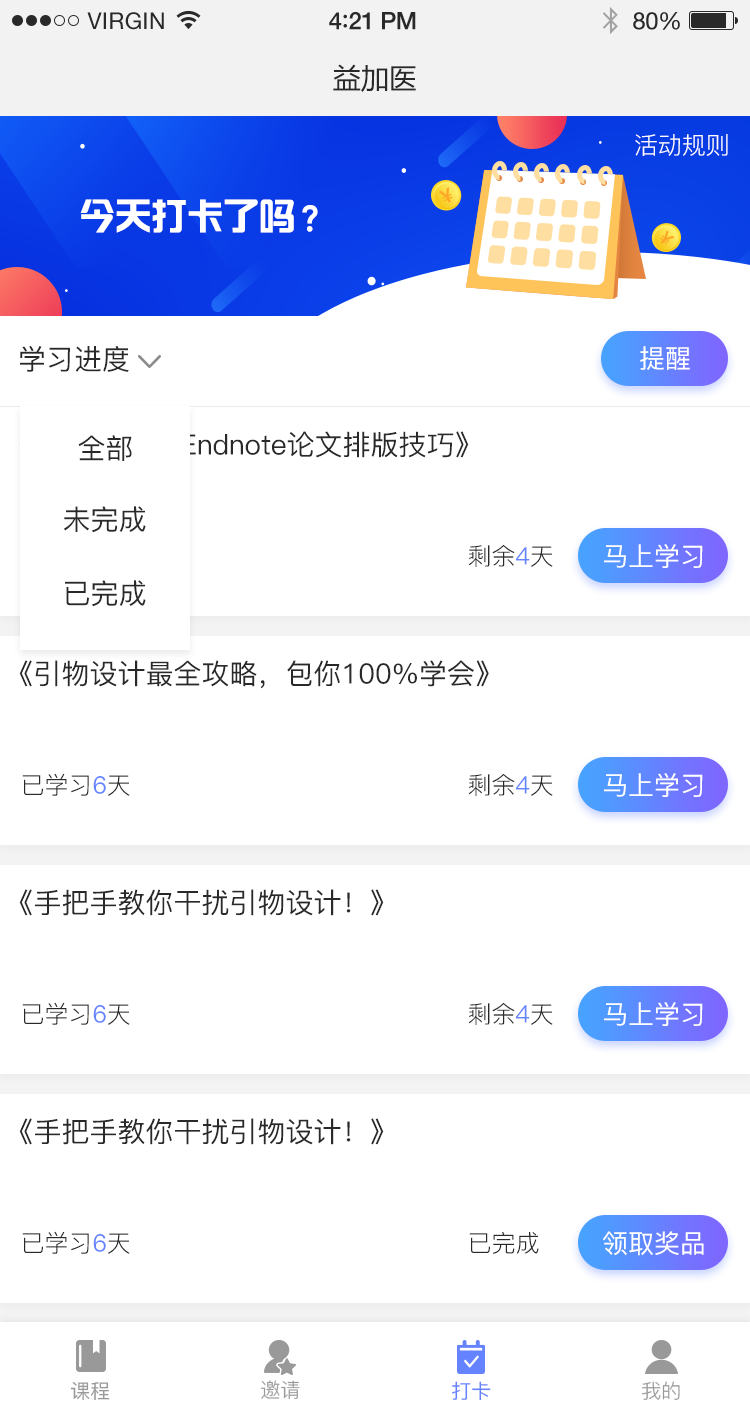 VIRGIN 4:21 PM 80%
益加医
活动规则
今天打卡了吗？
学习进度 提醒
全部
Endnote论文排版技巧》
未完成
剩余4天 马上学习
已完成
《引物设计最全攻略，包你100%学会》
已学习6天 剩余4天 马上学习
《手把手教你干扰引物设计！》
已学习6天 剩余4天 马上学习
《手把手教你干扰引物设计！》
已学习6天 已完成 领取奖品
课程 邀请 打卡 我的